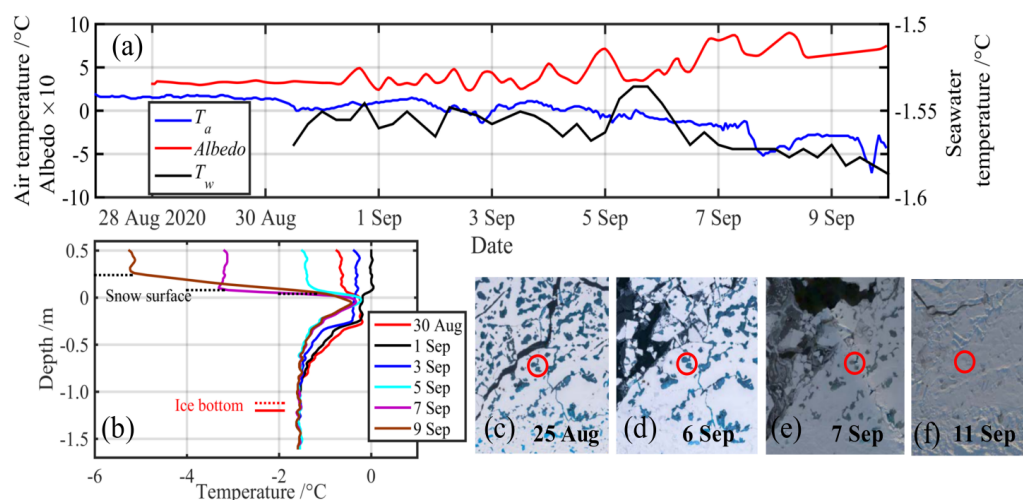 (a)
Air temperature /°C
Albedo × 10
10
5
0
-5
-10
T_a
Albedo
T_w
-1.5
-1.55
-1.6
Seawater
temperature /°C
28 Aug 2020
30 Aug
1 Sep
3 Sep
5 Sep
7 Sep
9 Sep
Date
(b)
Depth /m
0.5
0
-0.5
-1.0
-1.5
Snow surface
Ice bottom
30 Aug
1 Sep
3 Sep
5 Sep
7 Sep
9 Sep
-6
-4
-2
0
Temperature /°C
(c)
25 Aug
(d)
6 Sep
(e)
7 Sep
(f)
11 Sep